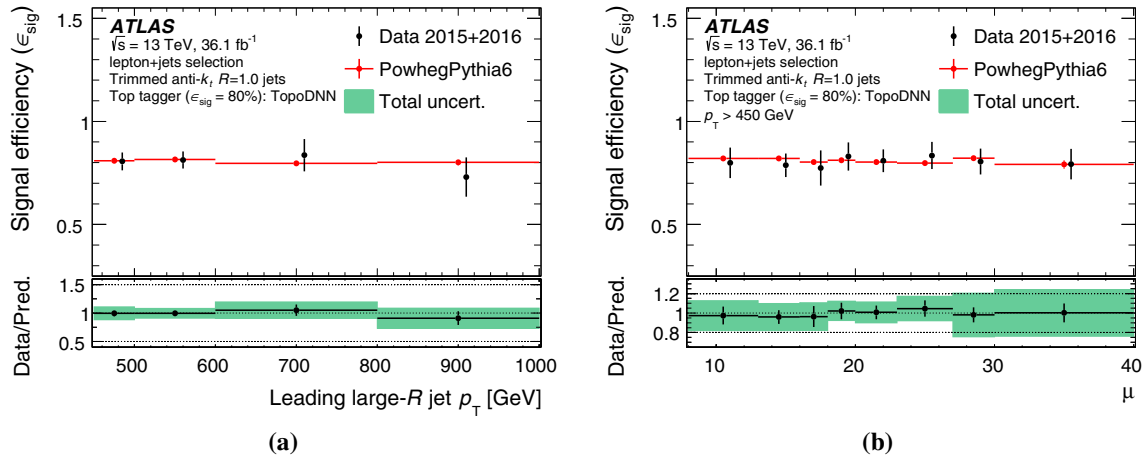 Signal efficiency (ϵsig)
1.5
1
0.5
ATLAS
√s = 13 TeV, 36.1 fb⁻¹
lepton+jets selection
Trimmed anti-kt R=1.0 jets
Top tagger (ϵsig = 80%): TopoDNN
Data 2015+2016
PowhegPythia6
Total uncert.
Data/Pred.
1.5
1.0
0.5
500 600 700 800 900 1000
Leading large-R jet pT [GeV]
(a)
Signal efficiency (ϵsig)
1.5
1
0.5
ATLAS
√s = 13 TeV, 36.1 fb⁻¹
lepton+jets selection
Trimmed anti-kt R=1.0 jets
Top tagger (ϵsig = 80%): TopoDNN
pT > 450 GeV
Data 2015+2016
PowhegPythia6
Total uncert.
Data/Pred.
1.2
1.0
0.8
10 20 30 40
μ
(b)